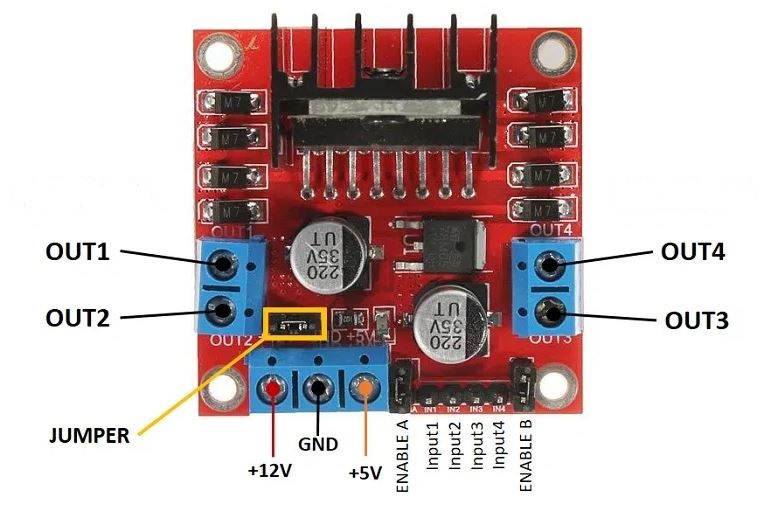 M7
M7
M7
M7
M7
M7
M7
M7
OUT1
OUT4
OUT1
OUT4
220
35V
UT
220
35V
UT
OUT2
OUT3
OUT2
OUT3
+5V
JUMPER
+12V
GND
+5V
A IN1 IN2 IN3 IN4
ENABLE A
Input1
Input2
Input3
Input4
ENABLE B